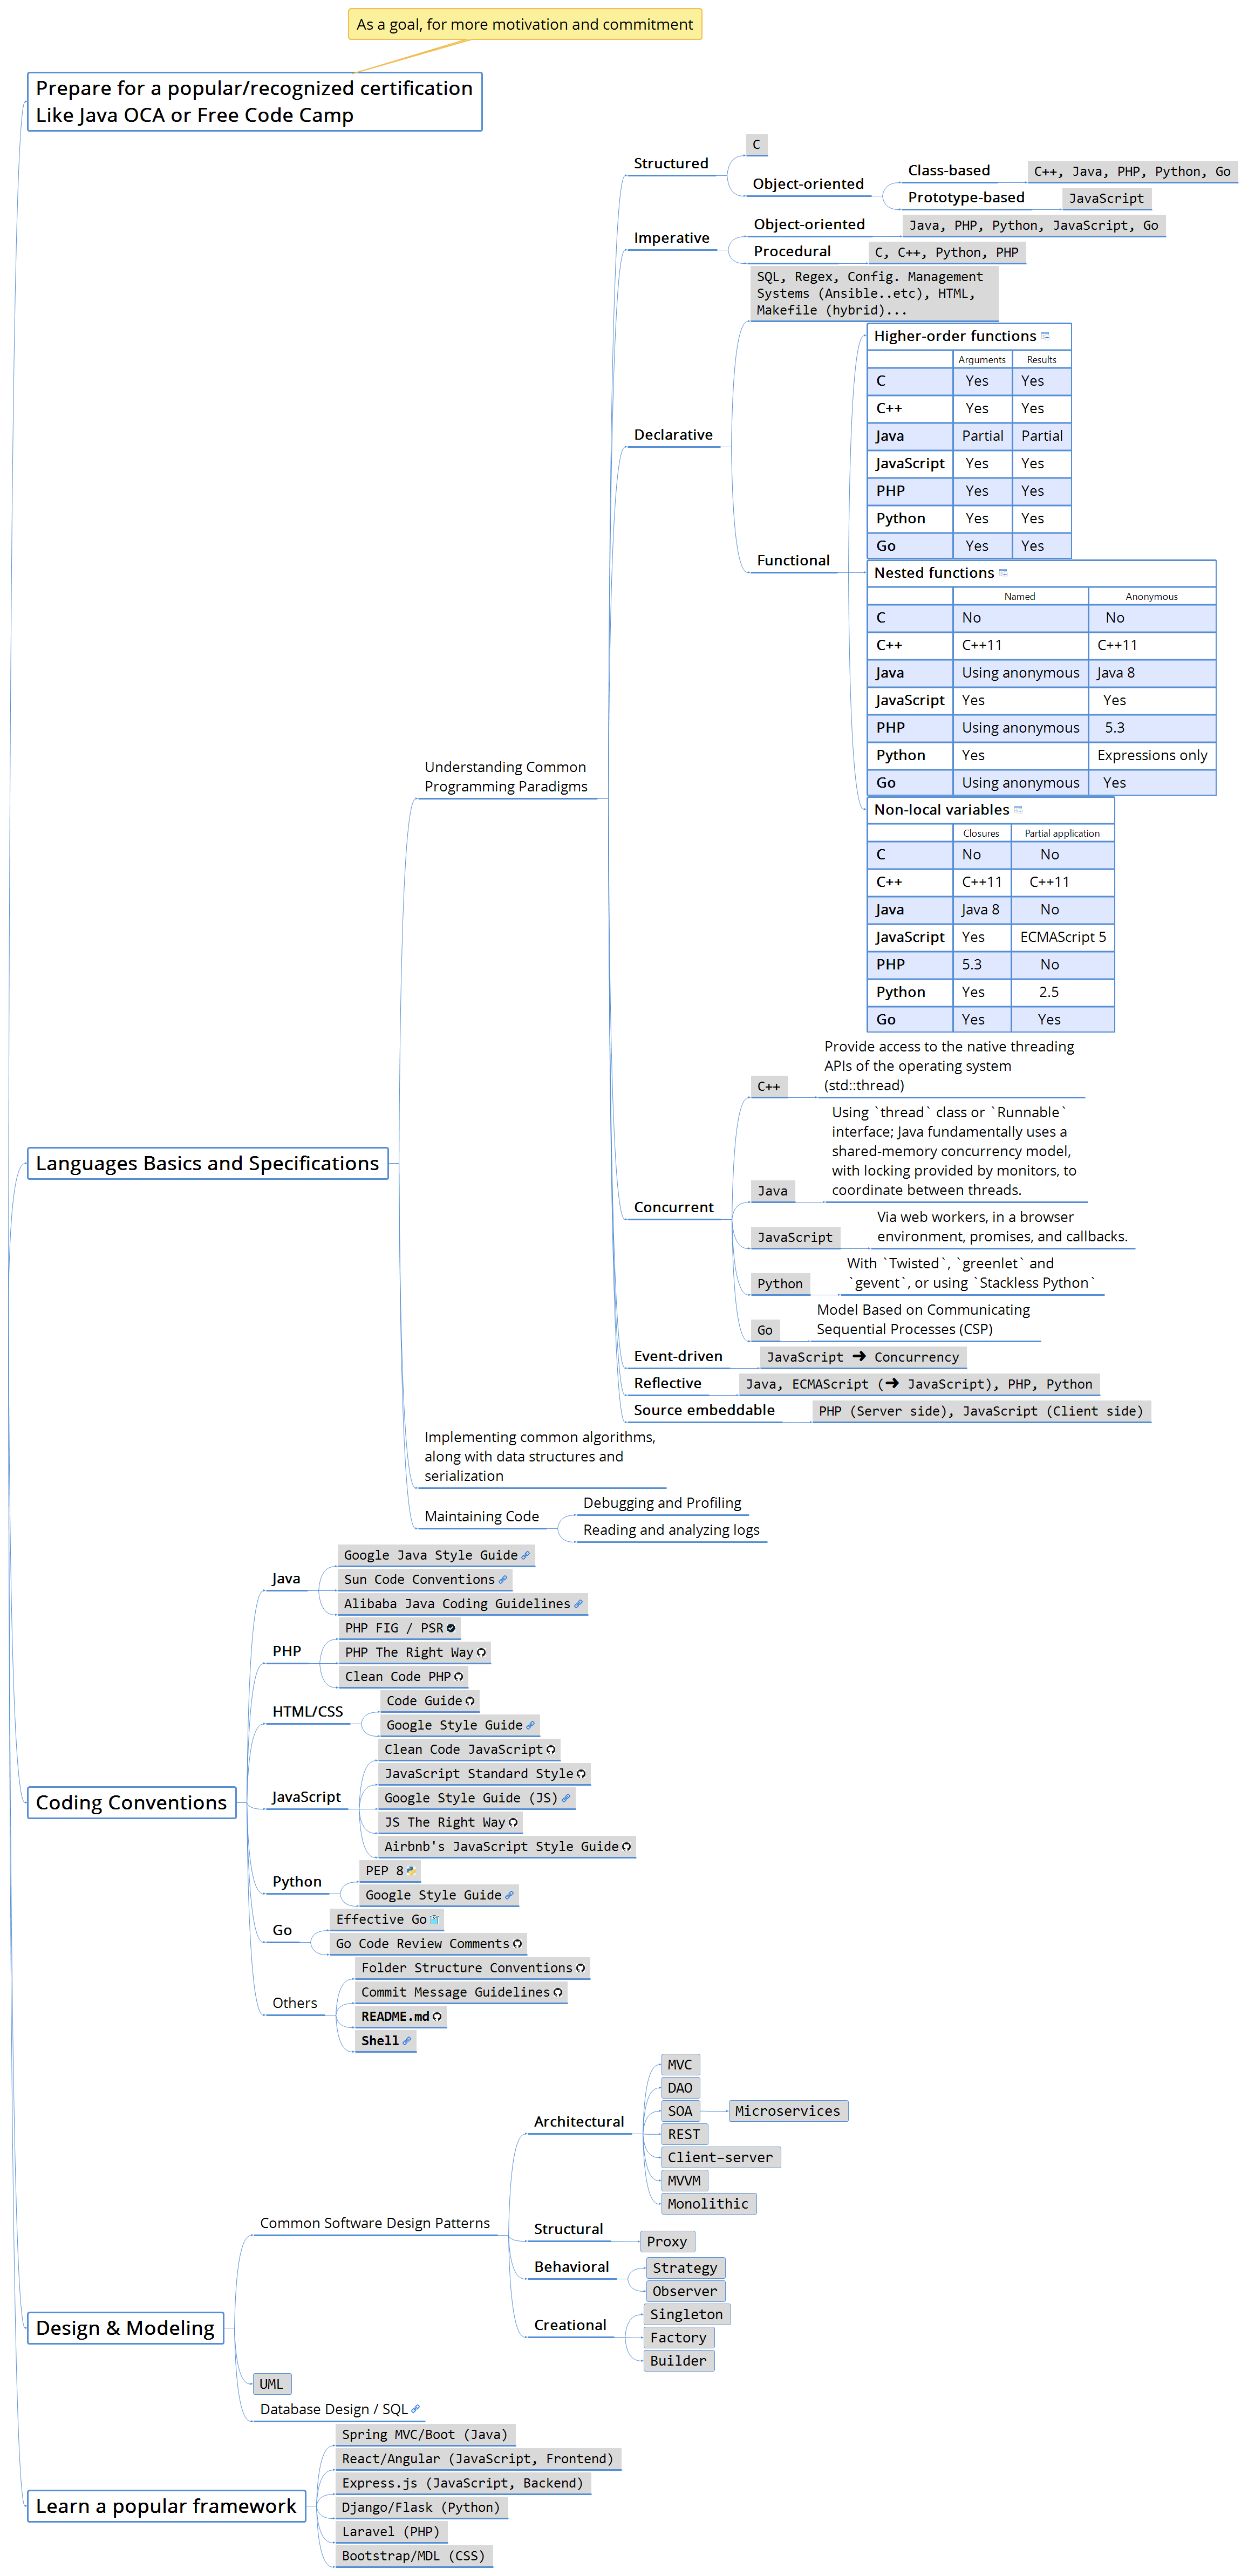 As a goal, for more motivation and commitment
Prepare for a popular/recognized certification
Like Java OCA or Free Code Camp
Languages Basics and Specifications
Understanding Common
Programming Paradigms
Structured
C
Object-oriented
Class-based
C++, Java, PHP, Python, Go
Prototype-based
JavaScript
Imperative
Object-oriented
Java, PHP, Python, JavaScript, Go
Procedural
C, C++, Python, PHP
Declarative
SQL, Regex, Config. Management
Systems (Ansible..etc), HTML,
Makefile (hybrid)...
Functional
Higher-order functions
Arguments Results
C Yes Yes
C++ Yes Yes
Java Partial Partial
JavaScript Yes Yes
PHP Yes Yes
Python Yes Yes
Go Yes Yes
Nested functions
Named Anonymous
C No No
C++ C++11 C++11
Java Using anonymous Java 8
JavaScript Yes Yes
PHP Using anonymous 5.3
Python Yes Expressions only
Go Using anonymous Yes
Non-local variables
Closures Partial application
C No No
C++ C++11 C++11
Java Java 8 No
JavaScript Yes ECMAScript 5
PHP 5.3 No
Python Yes 2.5
Go Yes Yes
Concurrent
C++
Provide access to the native threading
APIs of the operating system
(std::thread)
Java
Using `thread` class or `Runnable`
interface; Java fundamentally uses a
shared-memory concurrency model,
with locking provided by monitors, to
coordinate between threads.
JavaScript
Via web workers, in a browser
environment, promises, and callbacks.
Python
With `Twisted`, `greenlet` and
`gevent`, or using `Stackless Python`
Go
Model Based on Communicating
Sequential Processes (CSP)
Event-driven
JavaScript ➜ Concurrency
Reflective
Java, ECMAScript (➜ JavaScript), PHP, Python
Source embeddable
PHP (Server side), JavaScript (Client side)
Implementing common algorithms,
along with data structures and
serialization
Maintaining Code
Debugging and Profiling
Reading and analyzing logs
Coding Conventions
Java
Google Java Style Guide
Sun Code Conventions
Alibaba Java Coding Guidelines
PHP
PHP FIG / PSR
PHP The Right Way
Clean Code PHP
HTML/CSS
Code Guide
Google Style Guide
JavaScript
Clean Code JavaScript
JavaScript Standard Style
Google Style Guide (JS)
JS The Right Way
Airbnb's JavaScript Style Guide
Python
PEP 8
Google Style Guide
Go
Effective Go
Go Code Review Comments
Others
Folder Structure Conventions
Commit Message Guidelines
README.md
Shell
Design & Modeling
Common Software Design Patterns
Architectural
MVC
DAO
SOA
Microservices
REST
Client–server
MVVM
Monolithic
Structural
Proxy
Behavioral
Strategy
Observer
Creational
Singleton
Factory
Builder
UML
Database Design / SQL
Learn a popular framework
Spring MVC/Boot (Java)
React/Angular (JavaScript, Frontend)
Express.js (JavaScript, Backend)
Django/Flask (Python)
Laravel (PHP)
Bootstrap/MDL (CSS)